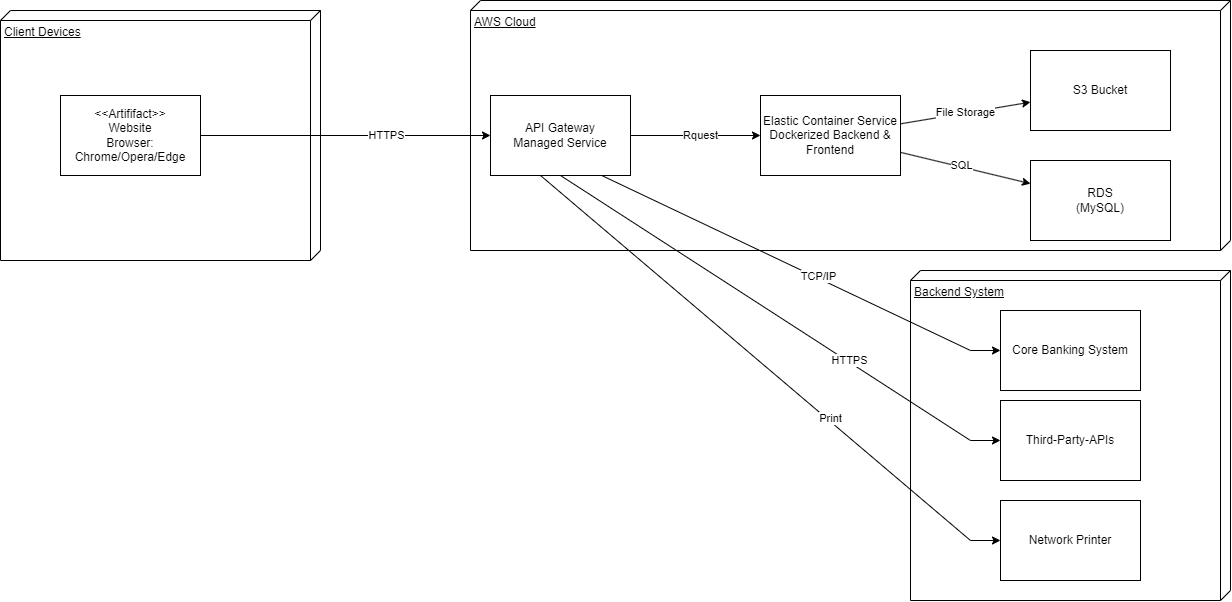 Client Devices
<<Artififact>>
Website
Browser:
Chrome/Opera/Edge
HTTPS
AWS Cloud
API Gateway
Managed Service
Rquest
Elastic Container Service
Dockerized Backend &
Frontend
File Storage
S3 Bucket
SQL
RDS
(MySQL)
TCP/IP
HTTPS
Print
Backend System
Core Banking System
Third-Party-APIs
Network Printer